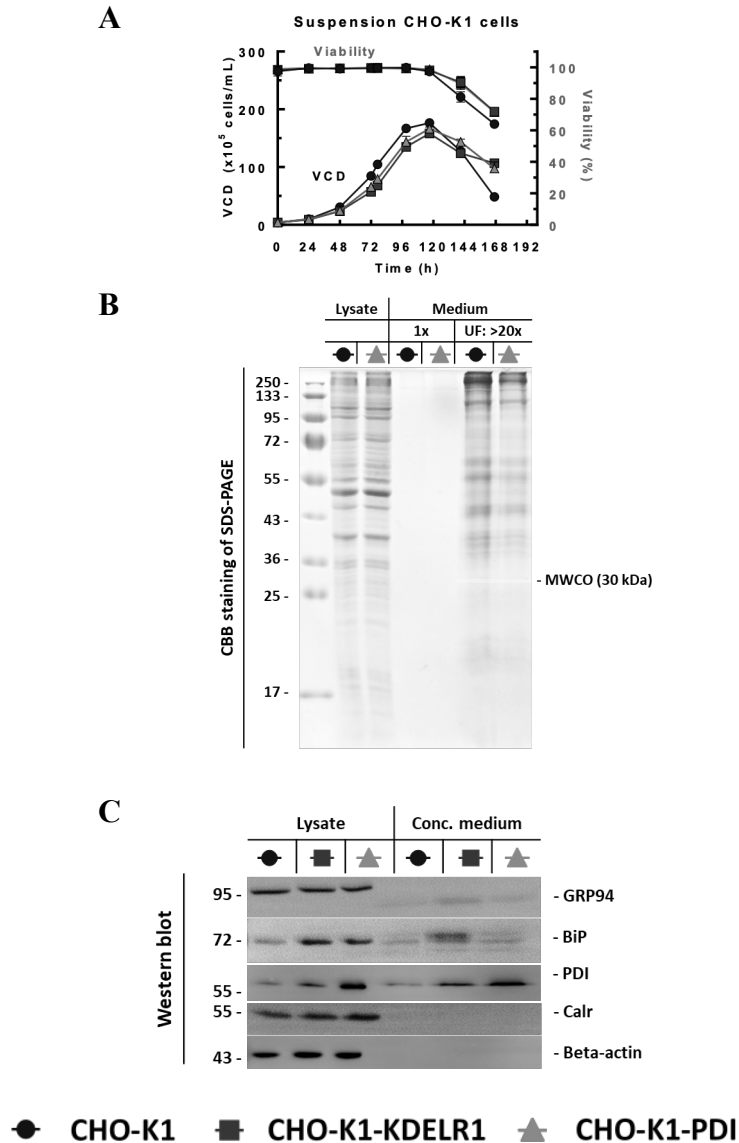 A
Suspension CHO-K1 cells
Viability
VCD (x10⁵ cells/mL)
300
200
100
0
VCD
100
80
60
40
20
0
Viability (%)
0 24 48 72 96 120 144 168 192
Time (h)
B
Lysate Medium
1x UF: >20x
CBB staining of SDS-PAGE
250 -
133 -
95 -
72 -
55 -
43 -
36 -
25 -
17 -
- MWCO (30 kDa)
C
Lysate Conc. medium
Western blot
95 - - GRP94
72 - - BiP
- PDI
55 -
55 - - Calr
43 - - Beta-actin
CHO-K1 CHO-K1-KDELR1 CHO-K1-PDI